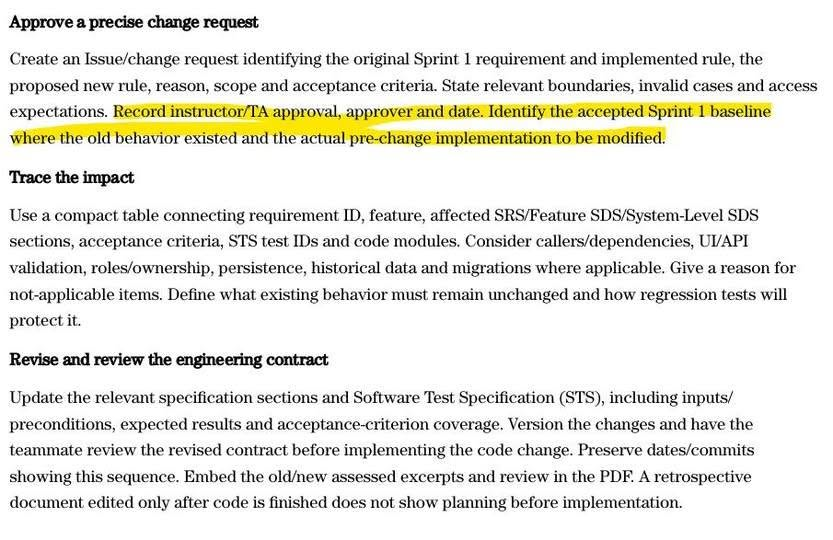 Approve a precise change request
Create an Issue/change request identifying the original Sprint 1 requirement and implemented rule, the
proposed new rule, reason, scope and acceptance criteria. State relevant boundaries, invalid cases and access
expectations. Record instructor/TA approval, approver and date. Identify the accepted Sprint 1 baseline
where the old behavior existed and the actual pre-change implementation to be modified.
Trace the impact
Use a compact table connecting requirement ID, feature, affected SRS/Feature SDS/System-Level SDS
sections, acceptance criteria, STS test IDs and code modules. Consider callers/dependencies, UI/API
validation, roles/ownership, persistence, historical data and migrations where applicable. Give a reason for
not-applicable items. Define what existing behavior must remain unchanged and how regression tests will
protect it.
Revise and review the engineering contract
Update the relevant specification sections and Software Test Specification (STS), including inputs/
preconditions, expected results and acceptance-criterion coverage. Version the changes and have the
teammate review the revised contract before implementing the code change. Preserve dates/commits
showing this sequence. Embed the old/new assessed excerpts and review in the PDF. A retrospective
document edited only after code is finished does not show planning before implementation.